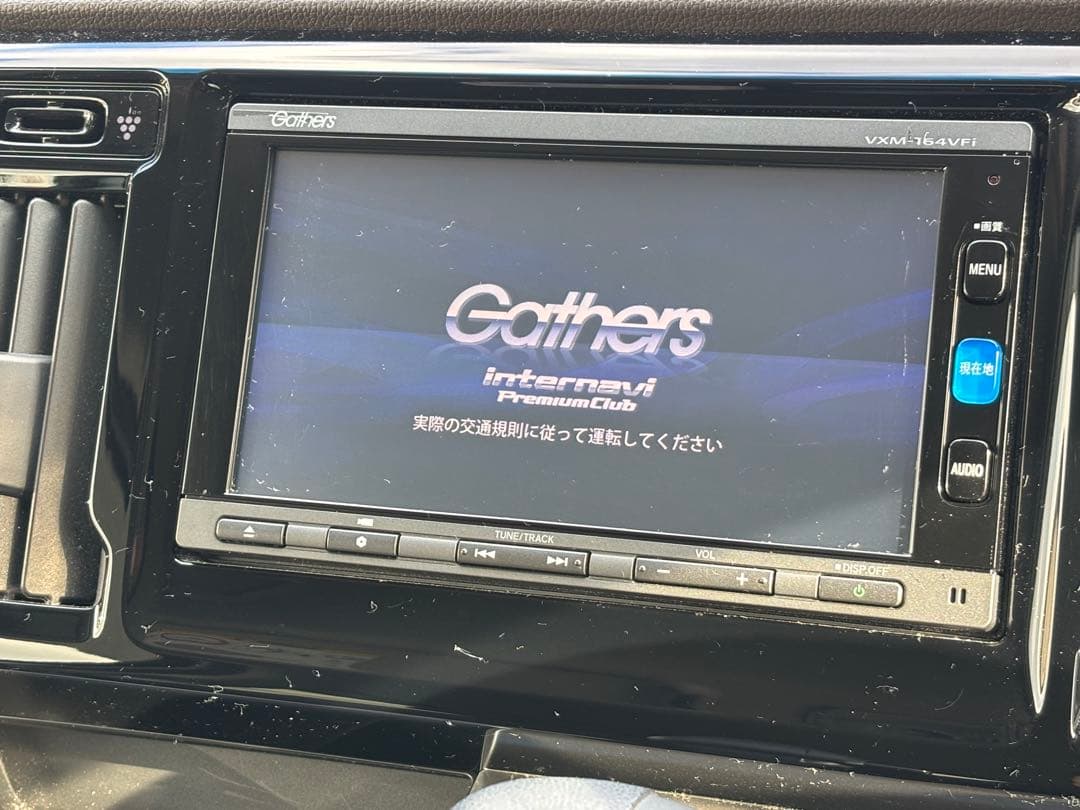 Gathers
VXM-164VFi
■画質
MENU
Gathers
internavi
Premium Club
現在地
実際の交通規則に従って運転してください
AUDIO
TUNE/TRACK
VOL
■DISP.OFF